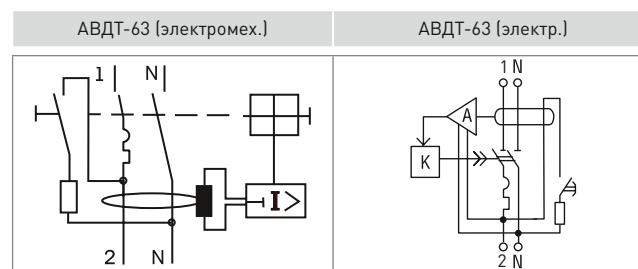 АВДТ-63 (электромех.)
АВДТ-63 (электр.)
1 N
I>
2 N
1 N
A
К
2 N